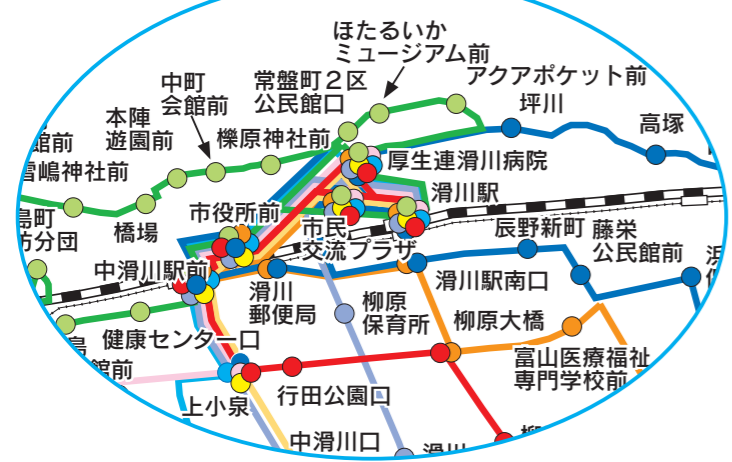 ほたるいか
ミュージアム前
アクアポケット前
中町
会館前
常盤町２区
公民館口
坪川
本陣
遊園前
高塚
櫟原神社前
館前
雪嶋神社前
厚生連滑川病院
滑川駅
市役所前
島町
橋場
市民
交流プラザ
辰野新町
藤栄
公民館前
中滑川駅前
滑川
郵便局
滑川駅南口
柳原
保育所
柳原大橋
健康センター口
館前
富山医療福祉
専門学校前
行田公園口
上小泉
中滑川口